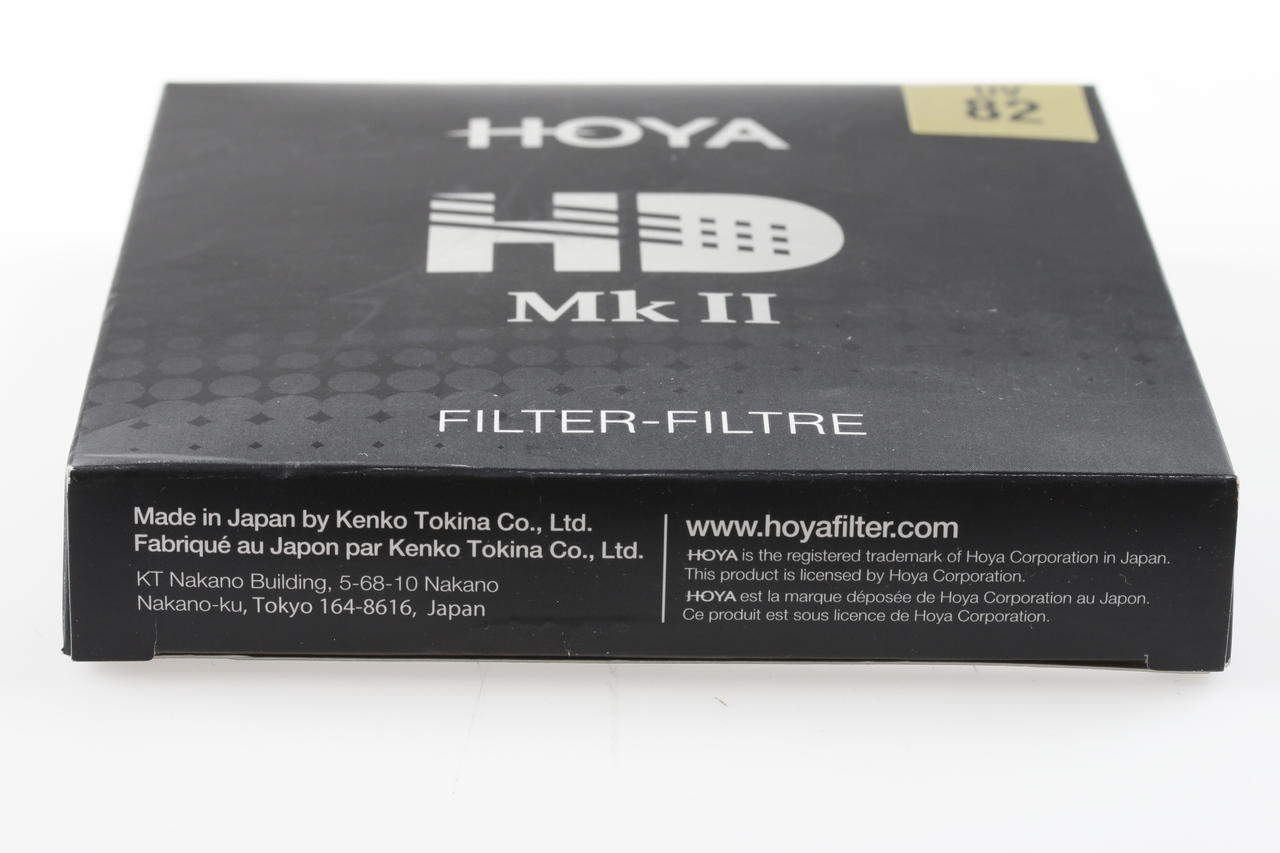 HOYA
82
HD
Mk II
FILTER-FILTRE
Made in Japan by Kenko Tokina Co., Ltd.
Fabriqué au Japon par Kenko Tokina Co., Ltd.
KT Nakano Building, 5-68-10 Nakano
Nakano-ku, Tokyo 164-8616, Japan
www.hoyafilter.com
HOYA is the registered trademark of Hoya Corporation in Japan.
This product is licensed by Hoya Corporation.
HOYA est la marque déposée de Hoya Corporation au Japon.
Ce produit est sous licence de Hoya Corporation.